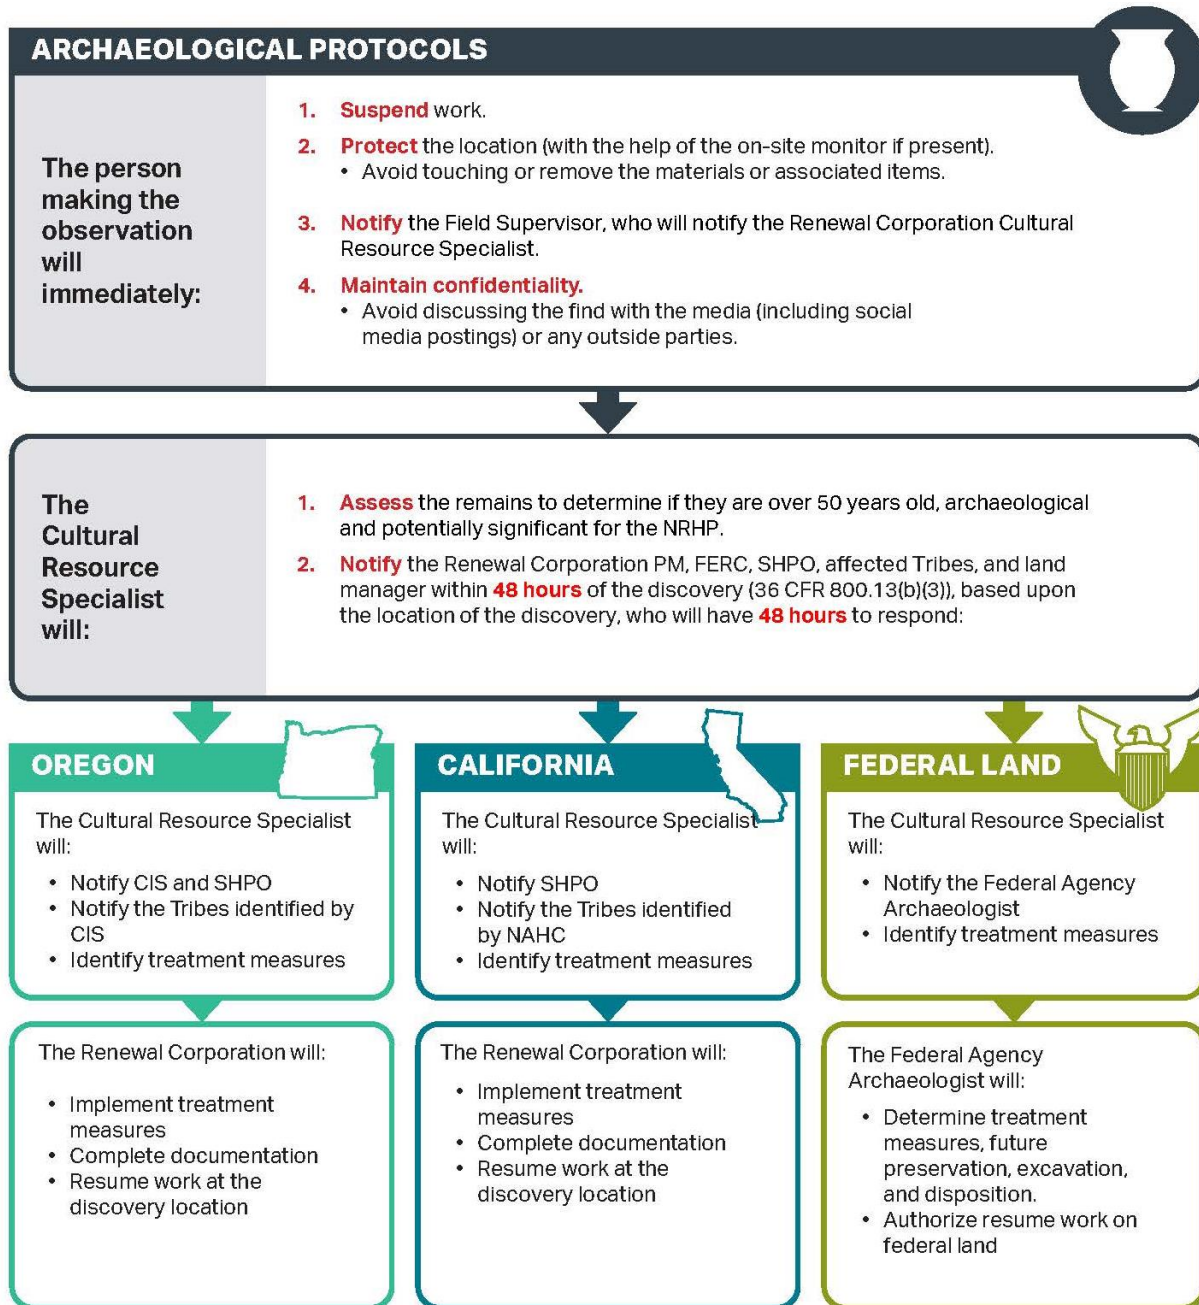 ARCHAEOLOGICAL PROTOCOLS
The person
making the
observation
will
immediately:
1. Suspend work.
2. Protect the location (with the help of the on-site monitor if present).
• Avoid touching or remove the materials or associated items.
3. Notify the Field Supervisor, who will notify the Renewal Corporation Cultural
Resource Specialist.
4. Maintain confidentiality.
• Avoid discussing the find with the media (including social
media postings) or any outside parties.
The
Cultural
Resource
Specialist
will:
1. Assess the remains to determine if they are over 50 years old, archaeological
and potentially significant for the NRHP.
2. Notify the Renewal Corporation PM, FERC, SHPO, affected Tribes, and land
manager within 48 hours of the discovery (36 CFR 800.13(b)(3)), based upon
the location of the discovery, who will have 48 hours to respond:
OREGON
The Cultural Resource Specialist
will:
• Notify CIS and SHPO
• Notify the Tribes identified by
CIS
• Identify treatment measures
The Renewal Corporation will:
• Implement treatment
measures
• Complete documentation
• Resume work at the
discovery location
CALIFORNIA
The Cultural Resource Specialist
will:
• Notify SHPO
• Notify the Tribes identified
by NAHC
• Identify treatment measures
The Renewal Corporation will:
• Implement treatment
measures
• Complete documentation
• Resume work at the
discovery location
FEDERAL LAND
The Cultural Resource Specialist
will:
• Notify the Federal Agency
Archaeologist
• Identify treatment measures
The Federal Agency
Archaeologist will:
• Determine treatment
measures, future
preservation, excavation,
and disposition.
• Authorize resume work on
federal land